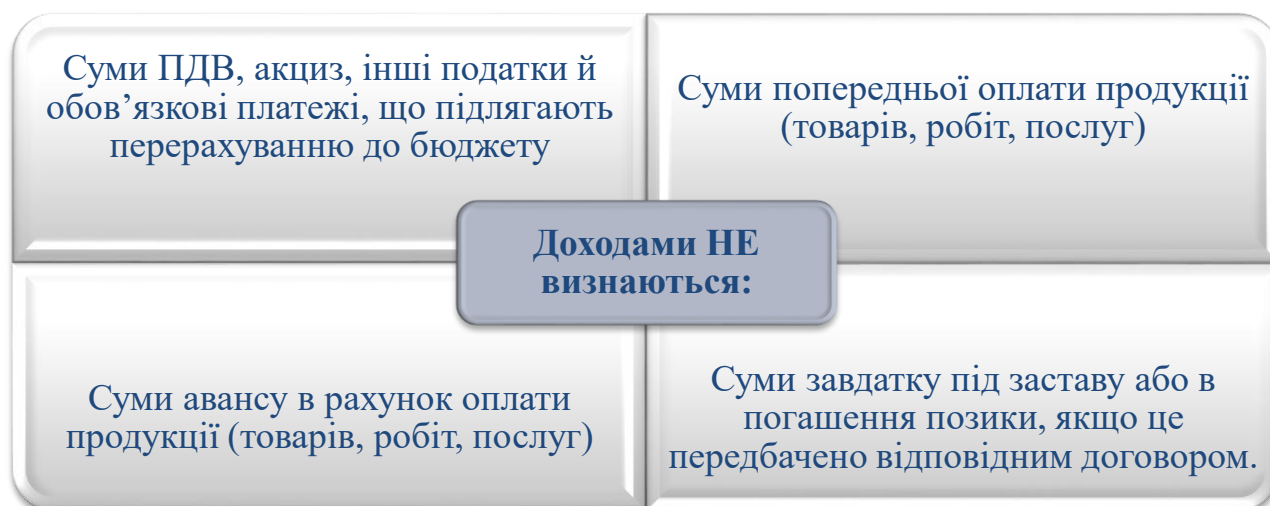 Суми ПДВ, акциз, інші податки й
обов’язкові платежі, що підлягають
перерахуванню до бюджету
Суми попередньої оплати продукції
(товарів, робіт, послуг)
Доходами НЕ
визнаються:
Суми авансу в рахунок оплати
продукції (товарів, робіт, послуг)
Суми завдатку під заставу або в
погашення позики, якщо це
передбачено відповідним договором.